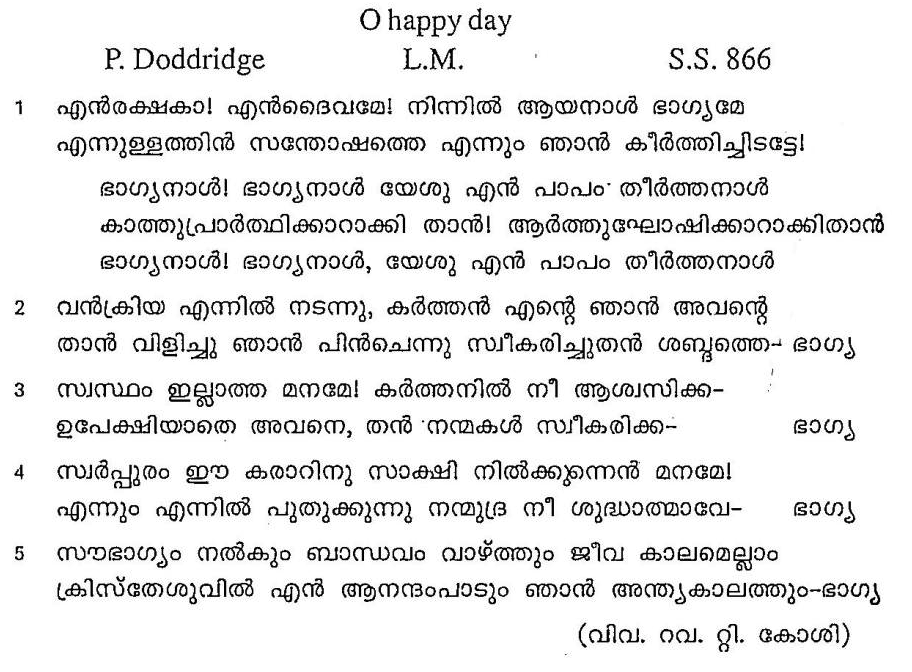 O happy day
P. Doddridge L.M. S.S. 866
1 എൻരക്ഷകാ! എൻദൈവമേ! നിന്നിൽ ആയനാൾ ഭാഗ്യമേ
എന്നുള്ളത്തിൻ സന്തോഷത്തെ എന്നും ഞാൻ കീർത്തിച്ചീടട്ടേ!
ഭാഗ്യനാൾ! ഭാഗ്യനാൾ യേശു എൻ പാപം തീർത്തനാൾ
കാത്തുപ്രാർത്ഥിക്കാറാക്കി താൻ! ആർത്തുഘോഷിക്കാറാക്കിതാൻ
ഭാഗ്യനാൾ! ഭാഗ്യനാൾ, യേശു എൻ പാപം തീർത്തനാൾ
2 വൻക്രിയ എന്നിൽ നടന്നു, കർത്തൻ എന്റെ ഞാൻ അവന്റെ
താൻ വിളിച്ചു ഞാൻ പിൻചെന്നു സ്വീകരിച്ചുതൻ ശബ്ദത്തെ- ഭാഗ്യ
3 സ്വസ്ഥം ഇല്ലാത്ത മനമേ! കർത്തനിൽ നീ ആശ്വസിക്ക-
ഉപേക്ഷിയാതെ അവനെ, തൻ നന്മകൾ സ്വീകരിക്ക- ഭാഗ്യ
4 സ്വർപ്പുരം ഈ കരാറിനു സാക്ഷി നിൽക്കുന്നെൻ മനമേ!
എന്നും എന്നിൽ പുതുക്കുന്നു നന്മുദ്ര നീ ശുദ്ധാത്മാവേ- ഭാഗ്യ
5 സൗഭാഗ്യം നൽകും ബാന്ധവം വാഴ്ത്തും ജീവ കാലമെല്ലാം
ക്രിസ്തേശുവിൽ എൻ ആനന്ദംപാടും ഞാൻ അന്ത്യകാലത്തും-ഭാഗ്യ
(വിവ. റവ. റ്റി. കോശി)